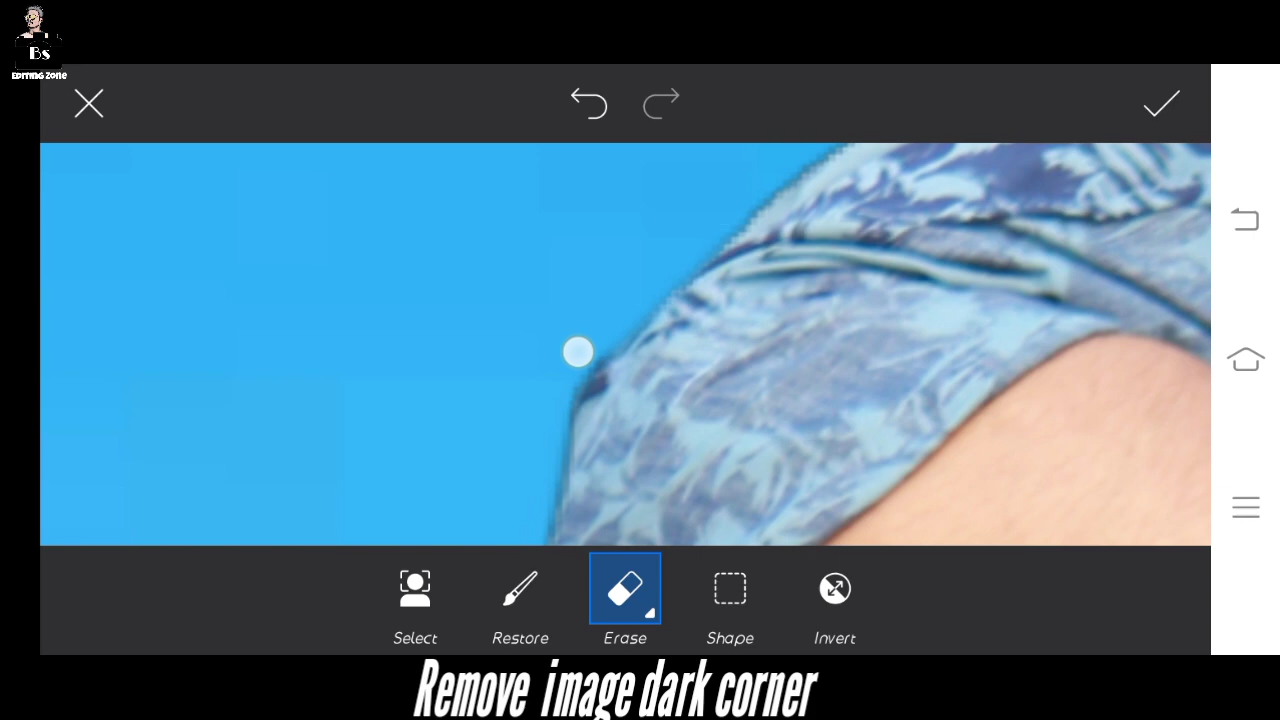 Bs
Editing Zone
Select
Restore
Erase
Shape
Invert
Remove image dark corner